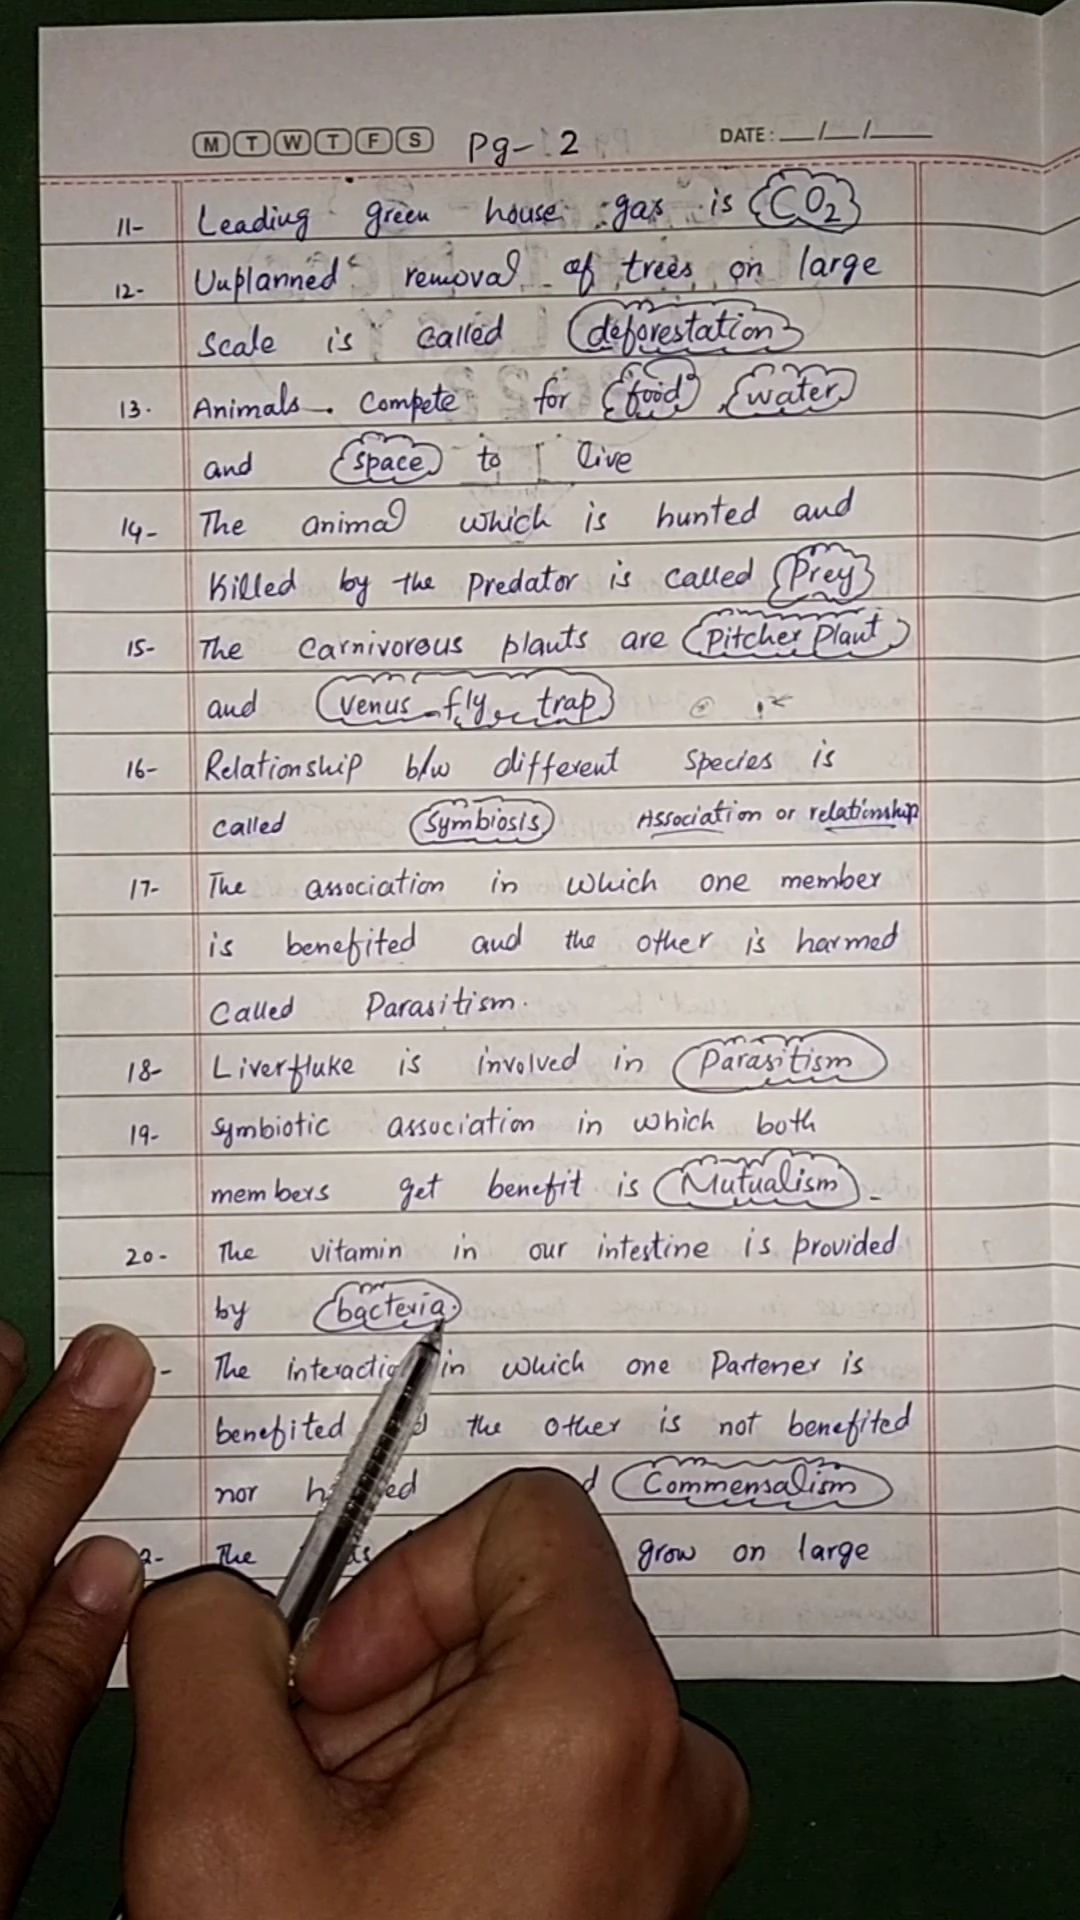 M T W T F S Pg- 2 DATE: __/__/____
11- Leading green house gas is CO2
12- Unplanned removal of trees on large
scale is called deforestation
13. Animals compete for food, water
and space to live
14- The animal which is hunted and
killed by the Predator is called Prey
15- The carnivorous plants are Pitcher Plant
and venus fly trap
16- Relationship b/w different species is
called Symbiosis Association or relationship
17- The association in which one member
is benefited and the other is harmed
called Parasitism.
18- Liverfluke is involved in Parasitism
19- Symbiotic association in which both
members get benefit is Mutualism
20- The vitamin in our intestine is provided
by bacteria.
- The interaction in which one Partener is
benefited the other is not benefited
nor Commensalism
The grow on large